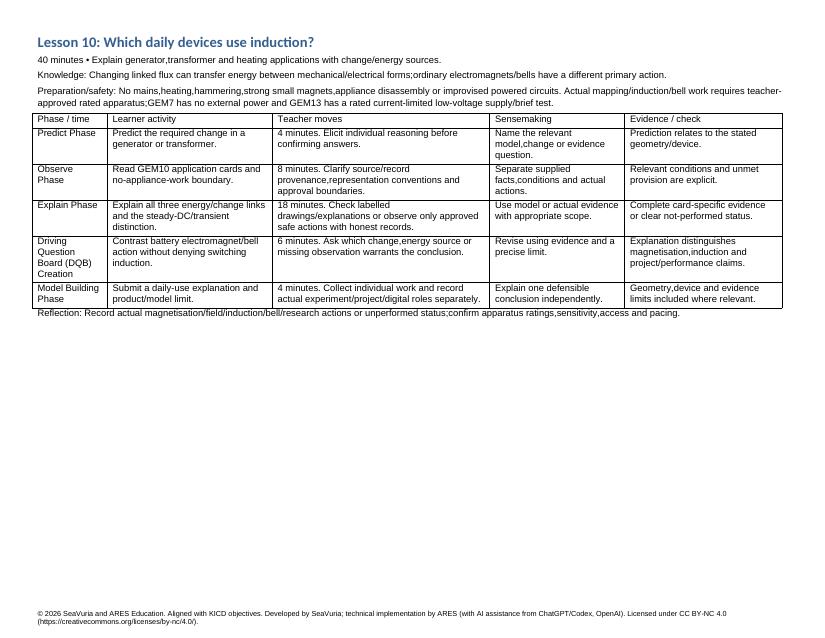 Lesson 10: Which daily devices use induction?
40 minutes • Explain generator,transformer and heating applications with change/energy sources.
Knowledge: Changing linked flux can transfer energy between mechanical/electrical forms;ordinary electromagnets/bells have a different primary action.
Preparation/safety: No mains,heating,hammering,strong small magnets,appliance disassembly or improvised powered circuits. Actual mapping/induction/bell work requires teacher-
approved rated apparatus;GEM7 has no external power and GEM13 has a rated current-limited low-voltage supply/brief test.
Phase / time
Learner activity
Teacher moves
Sensemaking
Evidence / check
Predict Phase
Predict the required change in a
generator or transformer.
4 minutes. Elicit individual reasoning before
confirming answers.
Name the relevant
model,change or evidence
question.
Prediction relates to the stated
geometry/device.
Observe
Phase
Read GEM10 application cards and
no-appliance-work boundary.
8 minutes. Clarify source/record
provenance,representation conventions and
approval boundaries.
Separate supplied
facts,conditions and actual
actions.
Relevant conditions and unmet
provision are explicit.
Explain Phase
Explain all three energy/change links
and the steady-DC/transient
distinction.
18 minutes. Check labelled
drawings/explanations or observe only approved
safe actions with honest records.
Use model or actual evidence
with appropriate scope.
Complete card-specific evidence
or clear not-performed status.
Driving
Question
Board (DQB)
Creation
Contrast battery electromagnet/bell
action without denying switching
induction.
6 minutes. Ask which change,energy source or
missing observation warrants the conclusion.
Revise using evidence and a
precise limit.
Explanation distinguishes
magnetisation,induction and
project/performance claims.
Model Building
Phase
Submit a daily-use explanation and
product/model limit.
4 minutes. Collect individual work and record
actual experiment/project/digital roles separately.
Explain one defensible
conclusion independently.
Geometry,device and evidence
limits included where relevant.
Reflection: Record actual magnetisation/field/induction/bell/research actions or unperformed status;confirm apparatus ratings,sensitivity,access and pacing.
© 2026 SeaVuria and ARES Education. Aligned with KICD objectives. Developed by SeaVuria; technical implementation by ARES (with AI assistance from ChatGPT/Codex, OpenAI). Licensed under CC BY-NC 4.0
(https://creativecommons.org/licenses/by-nc/4.0/).